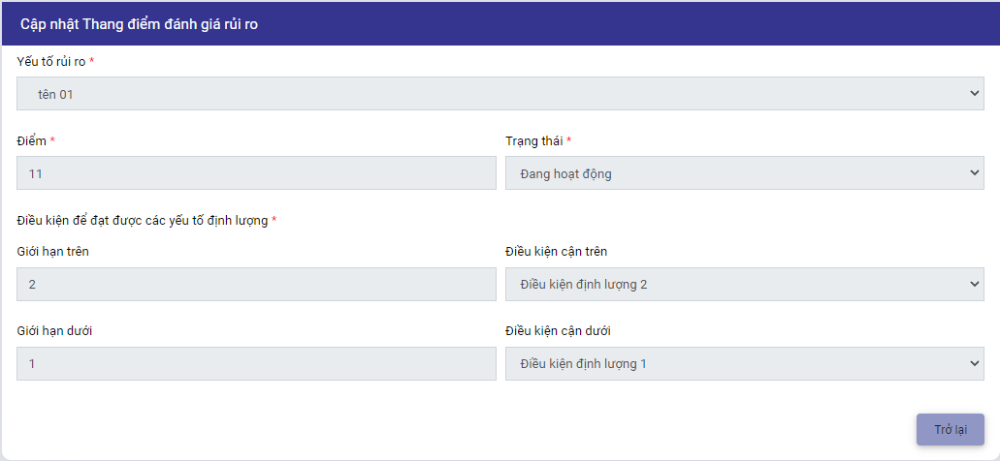 Cập nhật Thang điểm đánh giá rủi ro
Yếu tố rủi ro *
tên 01
Điểm *
Trạng thái *
11
Đang hoạt động
Điều kiện để đạt được các yếu tố định lượng *
Giới hạn trên
Điều kiện cận trên
2
Điều kiện định lượng 2
Giới hạn dưới
Điều kiện cận dưới
1
Điều kiện định lượng 1
Trở lại